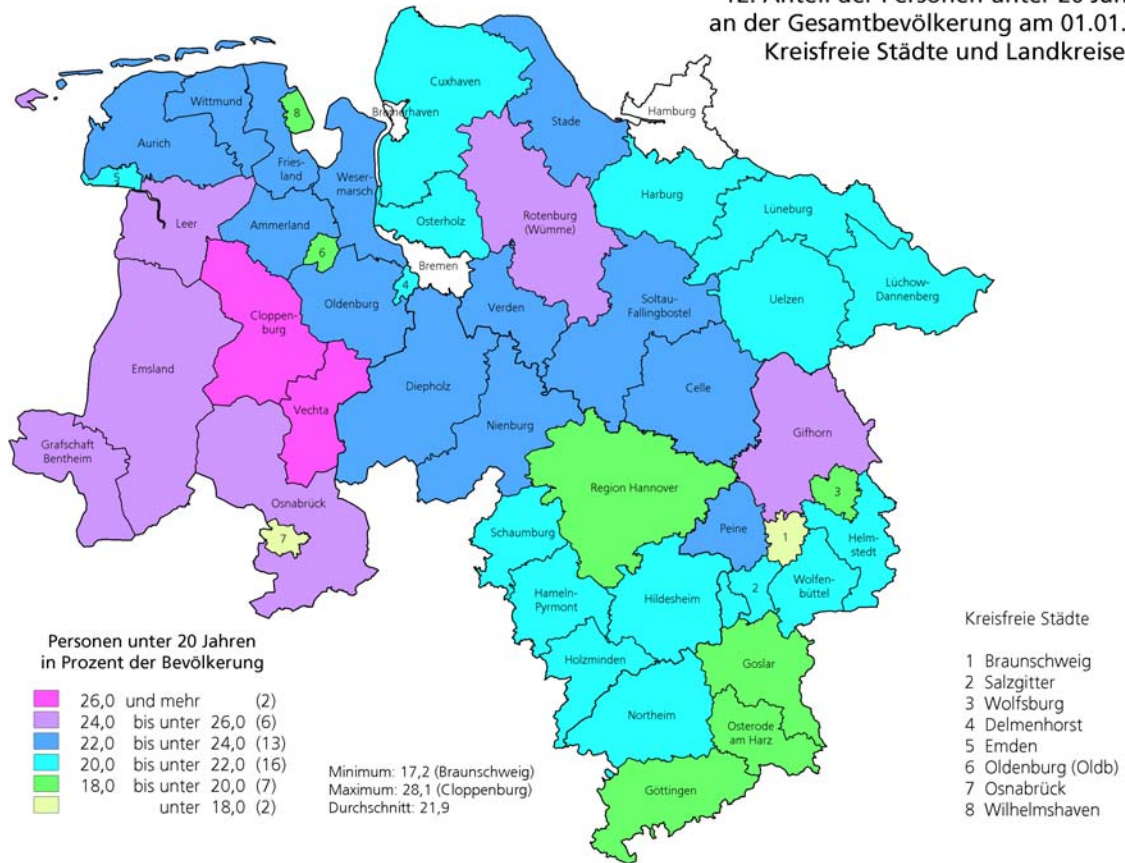 12. Anteil der Personen unter 20
an der Gesamtbevölkerung am 01.01.
Kreisfreie Städte und Landkreise
Cuxhaven
Wittmund
8
Bremerhaven
Hamburg
Stade
Aurich
Fries-
land
Weser-
marsch
5
Harburg
Lüneburg
Leer
Ammerland
Osterholz
Rotenburg
(Wümme)
6
Bremen
4
Lüchow-
Dannenberg
Uelzen
Soltau-
Fallingbostel
Oldenburg
Verden
Cloppen-
burg
Emsland
Diepholz
Celle
Vechta
Nienburg
Gifhorn
Grafschaft
Bentheim
Region Hannover
3
Osnabrück
Schaumburg
Peine
7
1
Helm-
stedt
Hameln-
Pyrmont
Hildesheim
2
Wolfen-
büttel
Holzminden
Goslar
Northeim
Osterode
am Harz
Göttingen
Personen unter 20 Jahren
in Prozent der Bevölkerung
26,0 und mehr (2)
24,0 bis unter 26,0 (6)
22,0 bis unter 24,0 (13)
20,0 bis unter 22,0 (16)
18,0 bis unter 20,0 (7)
unter 18,0 (2)
Minimum: 17,2 (Braunschweig)
Maximum: 28,1 (Cloppenburg)
Durchschnitt: 21,9
Kreisfreie Städte
1 Braunschweig
2 Salzgitter
3 Wolfsburg
4 Delmenhorst
5 Emden
6 Oldenburg (Oldb)
7 Osnabrück
8 Wilhelmshaven